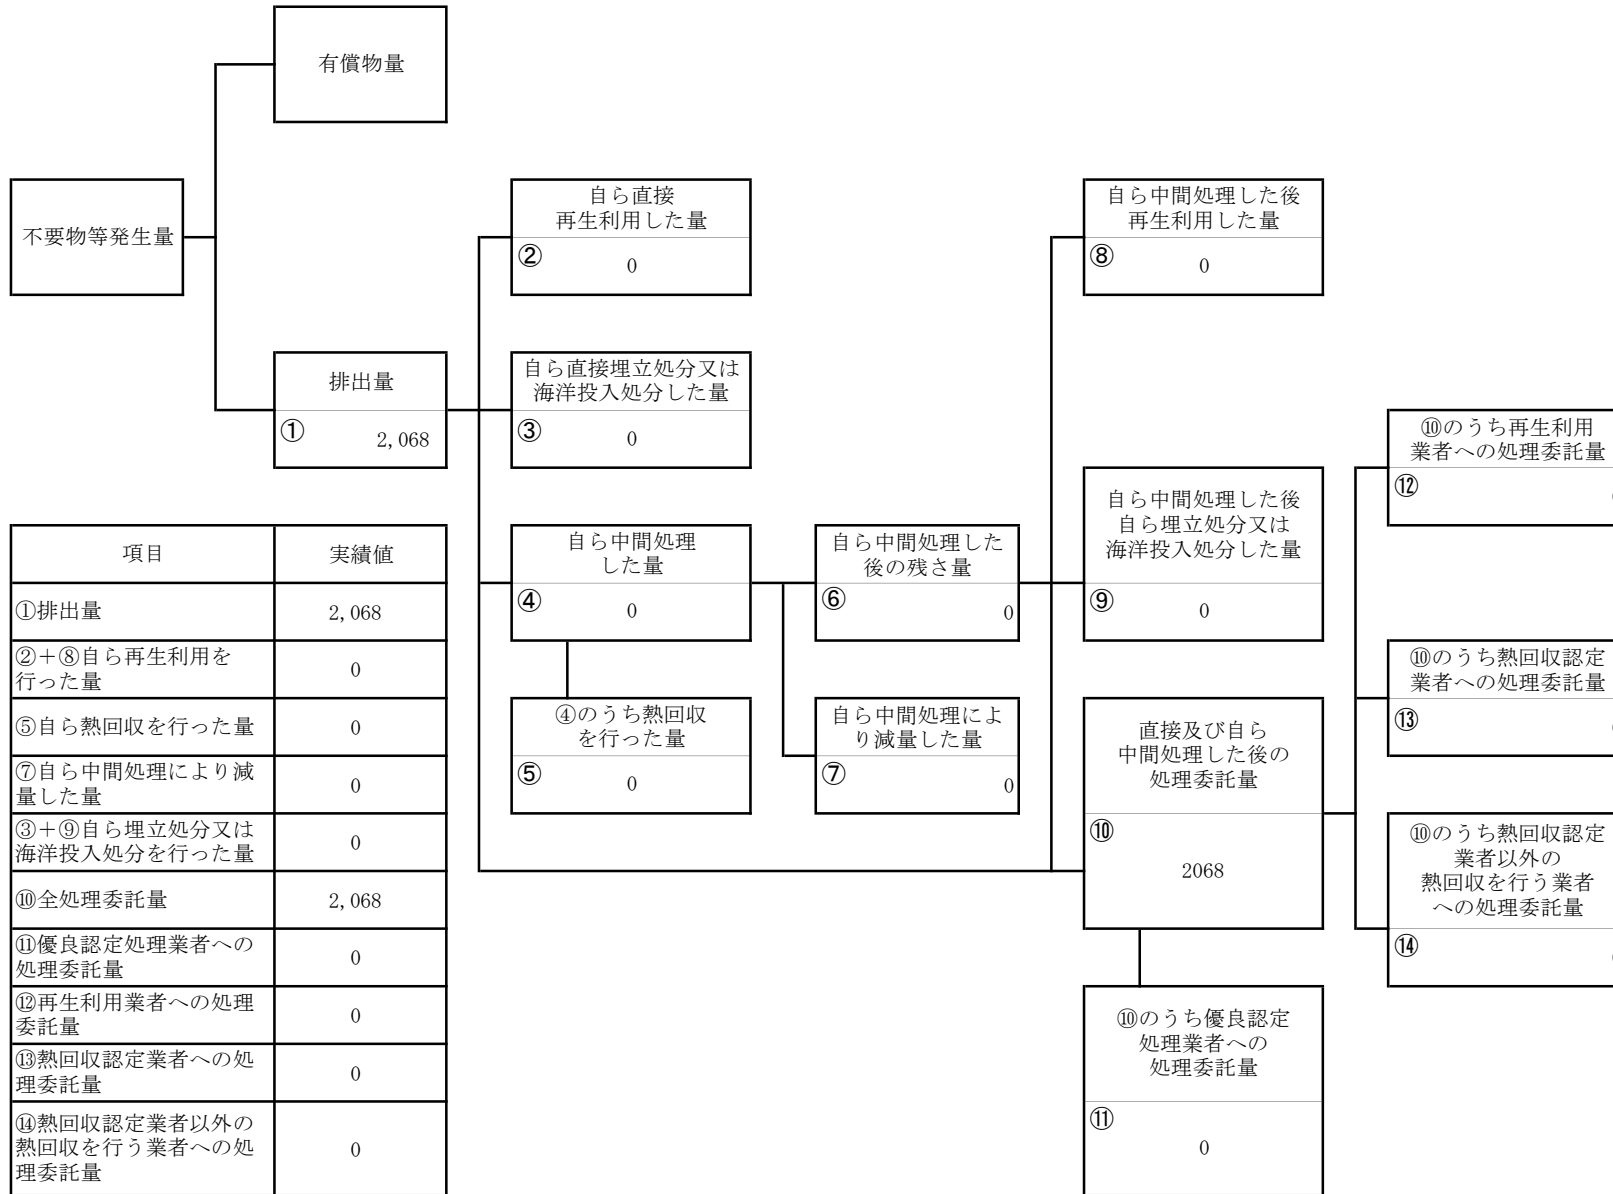 有償物量
不要物等発生量
自ら直接
再生利用した量
②
0
自ら中間処理した後
再生利用した量
⑧
0
排出量
①
2,068
自ら直接埋立処分又は
海洋投入処分した量
③
0
⑩のうち再生利用
業者への処理委託量
⑫
自ら中間処理した後
自ら埋立処分又は
海洋投入処分した量
⑨
0
自ら中間処理
した量
④
0
自ら中間処理した
後の残さ量
⑥
0
⑩のうち熱回収認定
業者への処理委託量
⑬
④のうち熱回収
を行った量
⑤
0
自ら中間処理によ
り減量した量
⑦
0
直接及び自ら
中間処理した後の
処理委託量
⑩
2068
⑩のうち熱回収認定
業者以外の
熱回収を行う業者
への処理委託量
⑭
⑩のうち優良認定
処理業者への
処理委託量
⑪
0
項目 実績値
①排出量 2,068
②+⑧自ら再生利用を
行った量 0
⑤自ら熱回収を行った量 0
⑦自ら中間処理により減
量した量 0
③+⑨自ら埋立処分又は
海洋投入処分を行った量 0
⑩全処理委託量 2,068
⑪優良認定処理業者への
処理委託量 0
⑫再生利用業者への処理
委託量 0
⑬熱回収認定業者への処
理委託量 0
⑭熱回収認定業者以外の
熱回収を行う業者への処
理委託量 0